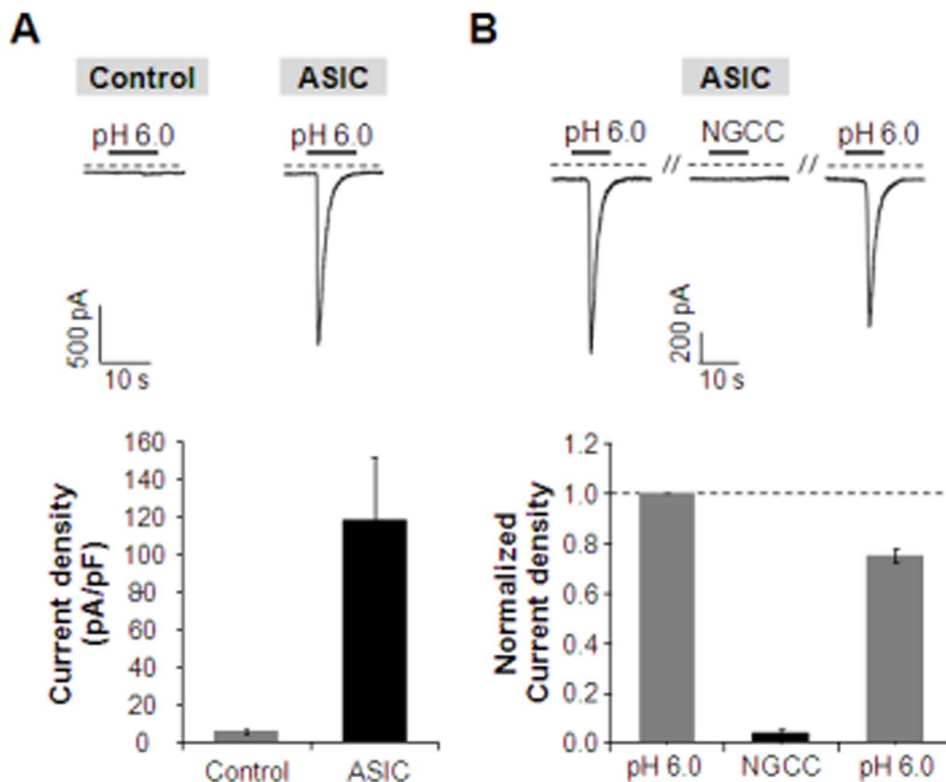 A
Control
ASIC
pH 6.0
pH 6.0
500 pA
10 s
160
140
120
100
80
60
40
20
0
Current density
(pA/pF)
Control
ASIC
B
ASIC
pH 6.0
NGCC
pH 6.0
//
//
200 pA
10 s
1.2
1.0
0.8
0.6
0.4
0.2
0.0
Normalized
Current density
pH 6.0
NGCC
pH 6.0